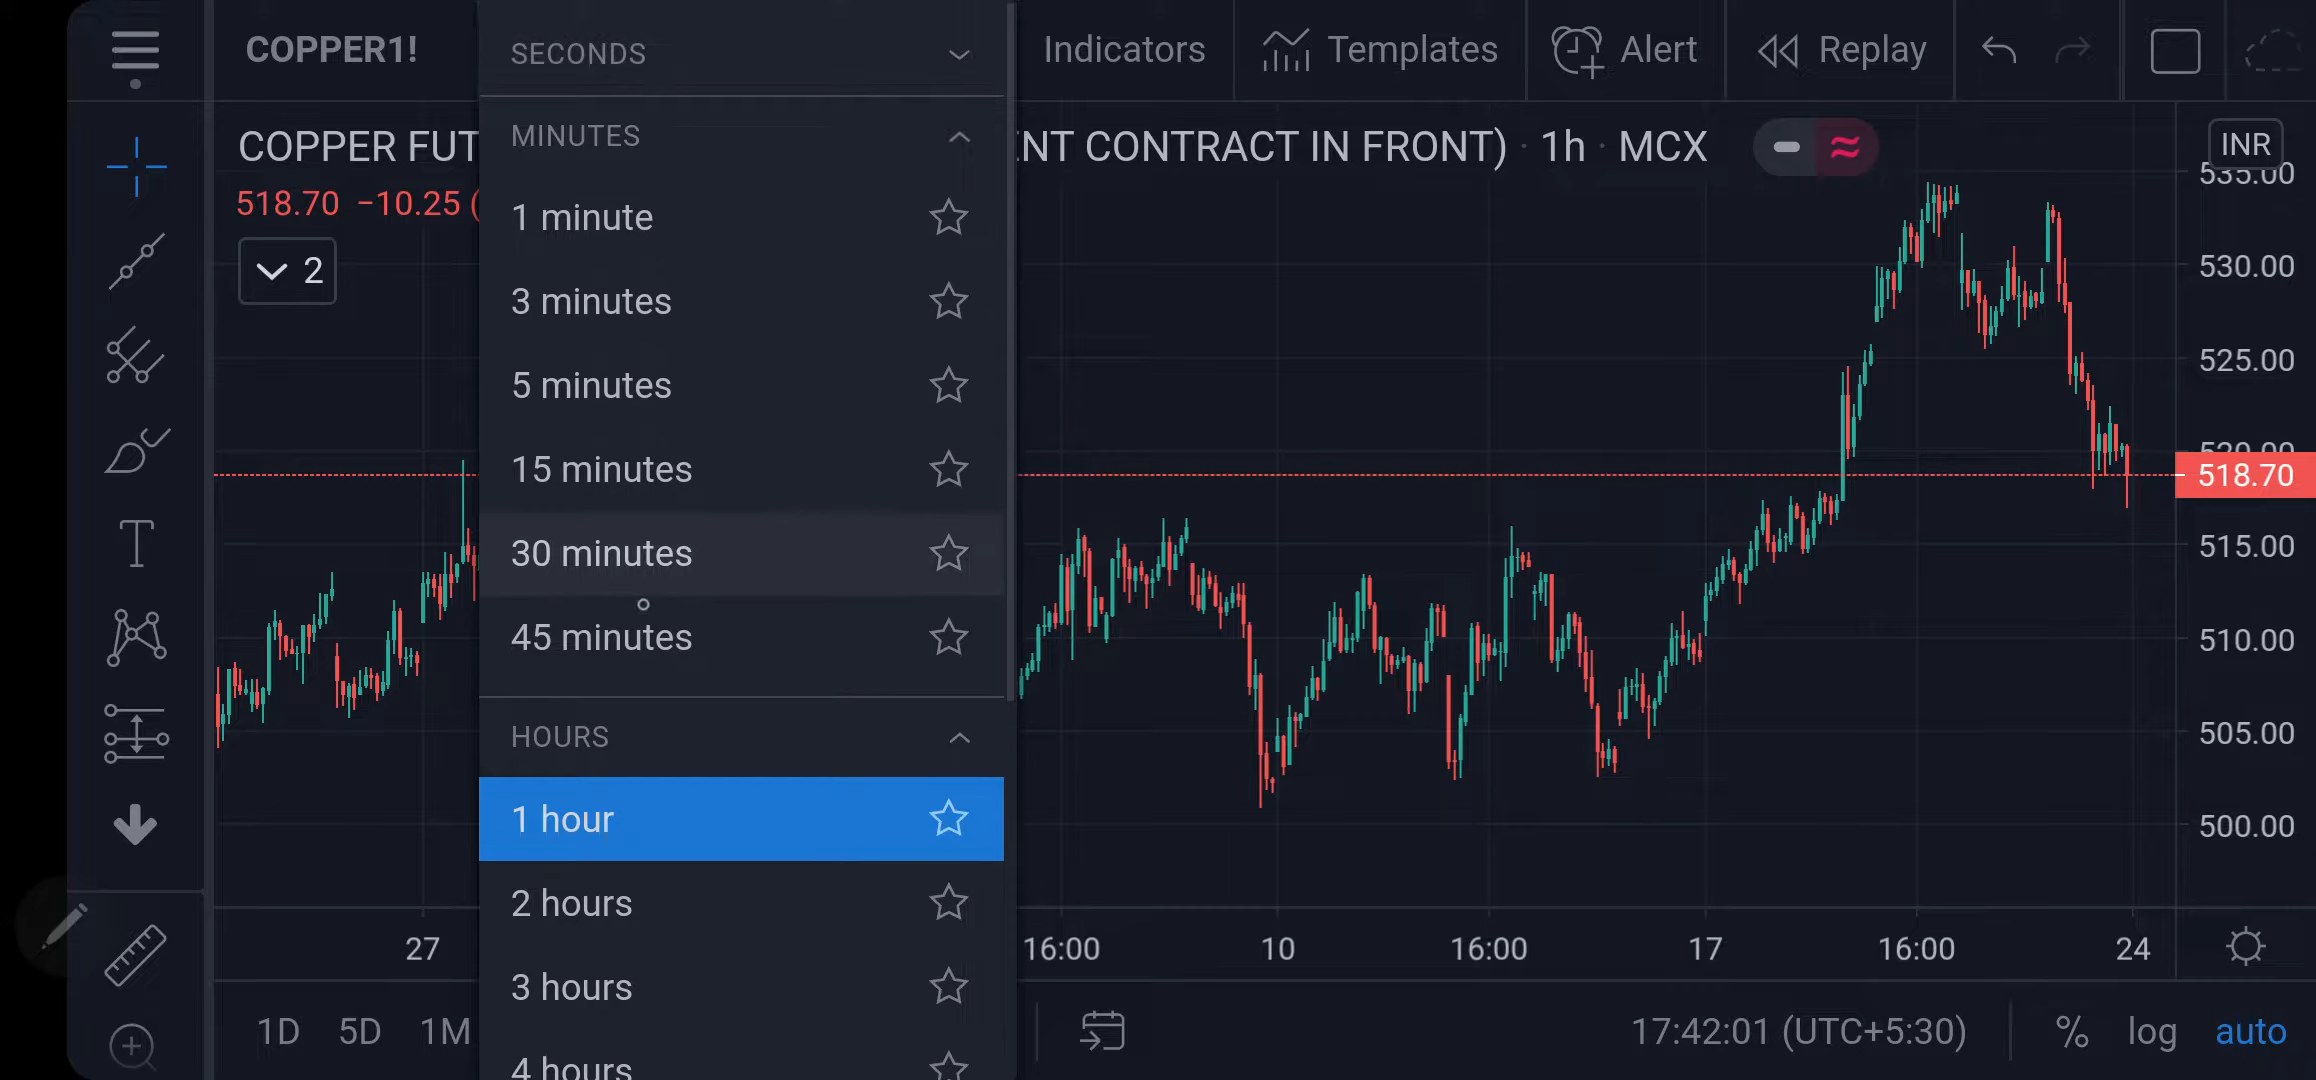 COPPER1!
SECONDS
Indicators
Templates
Alert
Replay
MINUTES
COPPER FUT
NT CONTRACT IN FRONT) · 1h · MCX
INR
518.70 −10.25 (
2
1 minute
3 minutes
5 minutes
15 minutes
30 minutes
45 minutes
HOURS
1 hour
2 hours
3 hours
4 hours
535.00
530.00
525.00
520.00
518.70
515.00
510.00
505.00
500.00
27
16:00
10
16:00
17
16:00
24
1D 5D 1M
17:42:01 (UTC+5:30)
%
log
auto